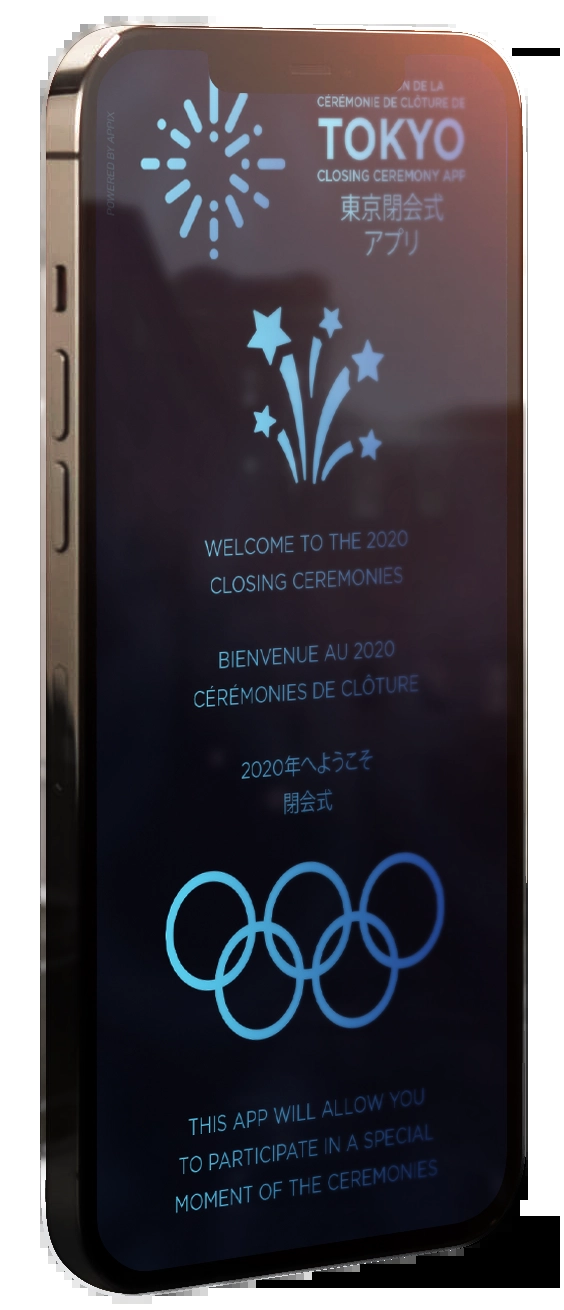 N DE LA
CÉRÉMONIE DE CLÔTURE DE
TOKYO
CLOSING CEREMONY APP
東京閉会式
アプリ
POWERED BY APPIX
WELCOME TO THE 2020
CLOSING CEREMONIES
BIENVENUE AU 2020
CÉRÉMONIES DE CLÔTURE
2020年へようこそ
閉会式
THIS APP WILL ALLOW YOU
TO PARTICIPATE IN A SPECIAL
MOMENT OF THE CEREMONIES